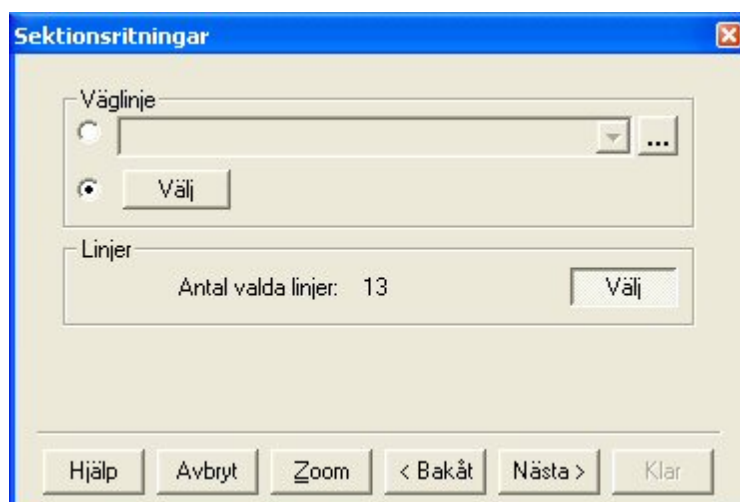 Sektionsritningar
Väglinje
...
Välj
Linjer
Antal valda linjer: 13 Välj
Hjälp Avbryt Zoom < Bakåt Nästa > Klar